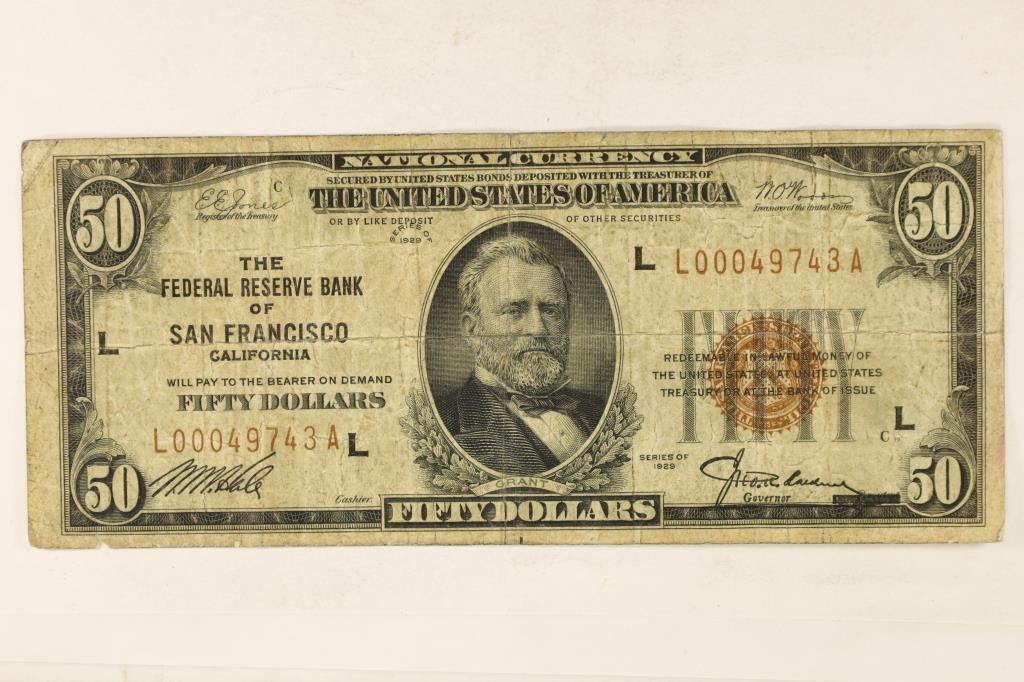 NATIONAL CURRENCY
SECURED BY UNITED STATES BONDS DEPOSITED WITH THE TREASURER OF
THE UNITED STATES OF AMERICA
OR BY LIKE DEPOSIT OF OTHER SECURITIES
50
C
E E Jones
Register of the Treasury
SERIES OF
1929
W.O. Woods
Treasurer of the United States
50
THE
FEDERAL RESERVE BANK
OF
SAN FRANCISCO
CALIFORNIA
L
WILL PAY TO THE BEARER ON DEMAND
FIFTY DOLLARS
L00049743A L
Cashier
50
GRANT
FIFTY DOLLARS
L L00049743A
FIFTY
REDEEMABLE IN LAWFUL MONEY OF
THE UNITED STATES AT UNITED STATES
TREASURY OR AT THE BANK OF ISSUE
L
C
SERIES OF
1929
Governor
50